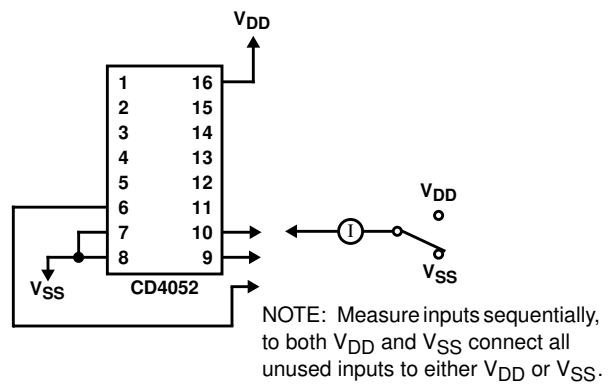 VDD
1 16
2 15
3 14
4 13
5 12
6 11
7 10
8 9
VSS
CD4052
I
VDD
VSS
NOTE: Measure inputs sequentially,
to both VDD and VSS connect all
unused inputs to either VDD or VSS.